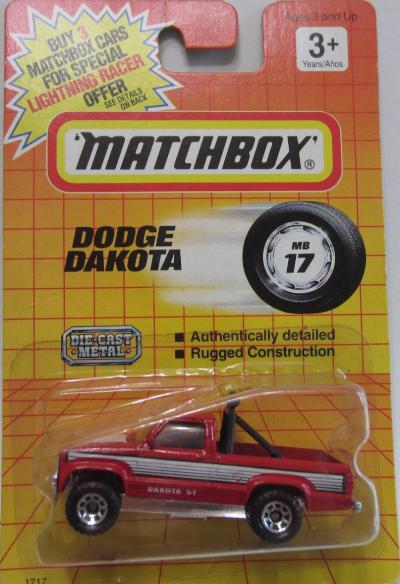 BUY 3
MATCHBOX CARS
FOR SPECIAL
LIGHTNING RACER
OFFER
SEE DETAILS
ON BACK
Ages 3 and Up
3+
Years/Años
'MATCHBOX'®
DODGE
DAKOTA
MB
17
DIE-CAST
METAL
■ Authentically detailed
■ Rugged Construction
DAKOTA ST
1717